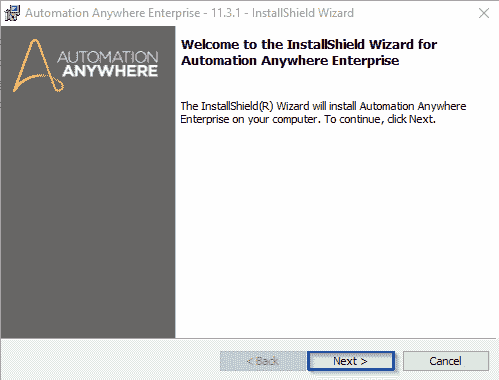 Automation Anywhere Enterprise - 11.3.1 - InstallShield Wizard
AUTOMATION
ANYWHERE
Welcome to the InstallShield Wizard for
Automation Anywhere Enterprise
The InstallShield(R) Wizard will install Automation Anywhere
Enterprise on your computer. To continue, click Next.
< Back
Next >
Cancel